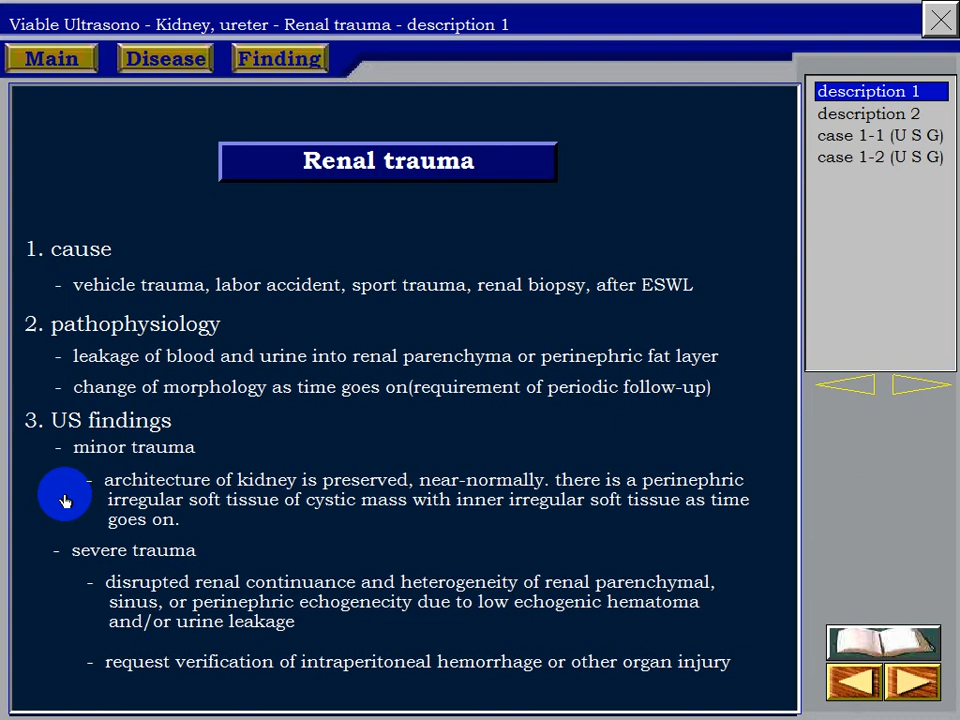 Viable Ultrasono - Kidney, ureter - Renal trauma - description 1
Main
Disease
Finding
Renal trauma
1. cause
- vehicle trauma, labor accident, sport trauma, renal biopsy, after ESWL
2. pathophysiology
- leakage of blood and urine into renal parenchyma or perinephric fat layer
- change of morphology as time goes on(requirement of periodic follow-up)
3. US findings
- minor trauma
- architecture of kidney is preserved, near-normally. there is a perinephric
irregular soft tissue of cystic mass with inner irregular soft tissue as time
goes on.
- severe trauma
- disrupted renal continuance and heterogeneity of renal parenchymal,
sinus, or perinephric echogenecity due to low echogenic hematoma
and/or urine leakage
- request verification of intraperitoneal hemorrhage or other organ injury
description 1
description 2
case 1-1 (U S G)
case 1-2 (U S G)